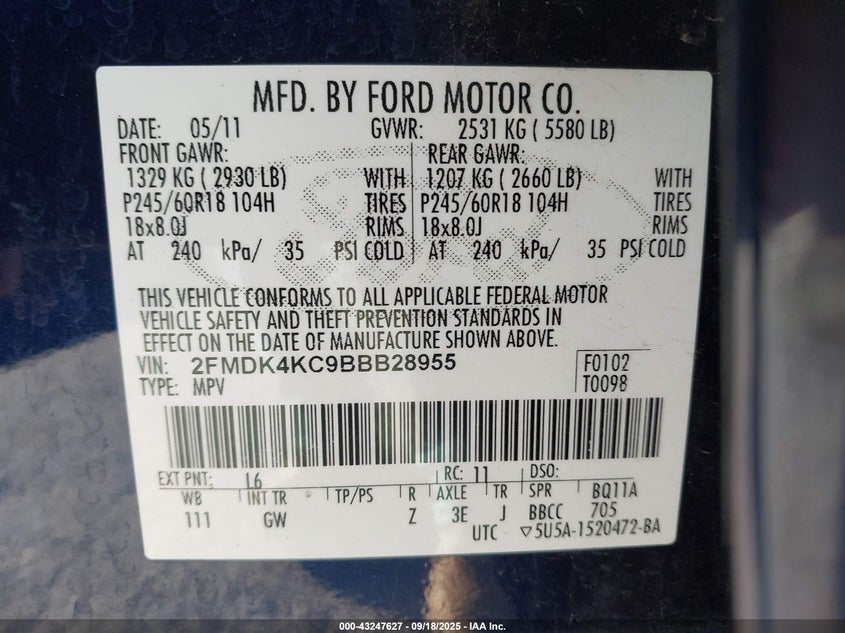 MFD. BY FORD MOTOR CO.
DATE: 05/11 GVWR: 2531 KG ( 5580 LB)
FRONT GAWR: REAR GAWR:
1329 KG ( 2930 LB) WITH 1207 KG ( 2660 LB) WITH
P245/60R18 104H TIRES P245/60R18 104H TIRES
18x8.0J RIMS 18x8.0J RIMS
AT 240 kPa/ 35 PSI COLD AT 240 kPa/ 35 PSI COLD
THIS VEHICLE CONFORMS TO ALL APPLICABLE FEDERAL MOTOR
VEHICLE SAFETY AND THEFT PREVENTION STANDARDS IN
EFFECT ON THE DATE OF MANUFACTURE SHOWN ABOVE.
VIN: 2FMDK4KC9BBB28955 F0102
TYPE: MPV T0098
EXT PNT: L6 RC: 11 DSO:
WB INT TR TP/PS R AXLE TR SPR BQ11A
111 GW Z 3E J BBCC 705
UTC ▽5U5A-1520472-BA
000-43247627 - 09/18/2025 - IAA Inc.